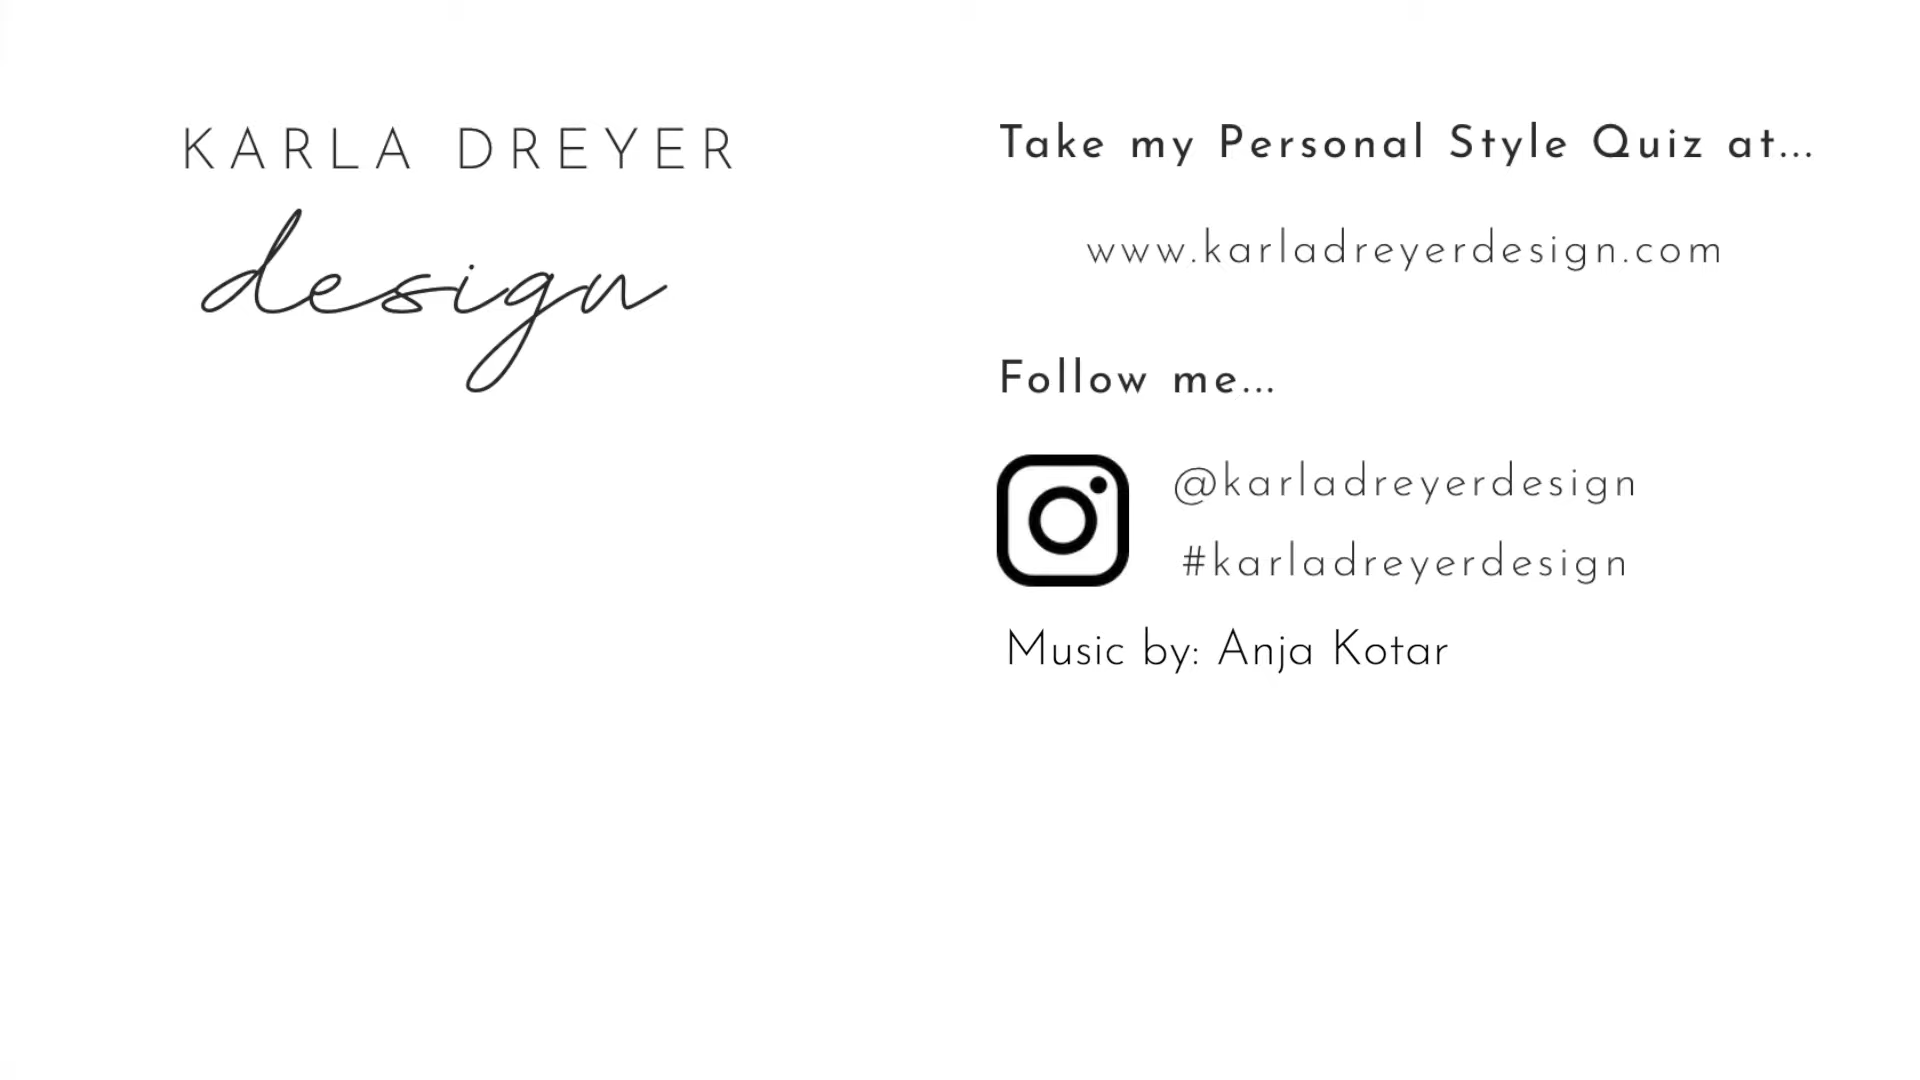 KARLA DREYER
design
Take my Personal Style Quiz at...
www.karladreyerdesign.com
Follow me...
@karladreyerdesign
#karladreyerdesign
Music by: Anja Kotar